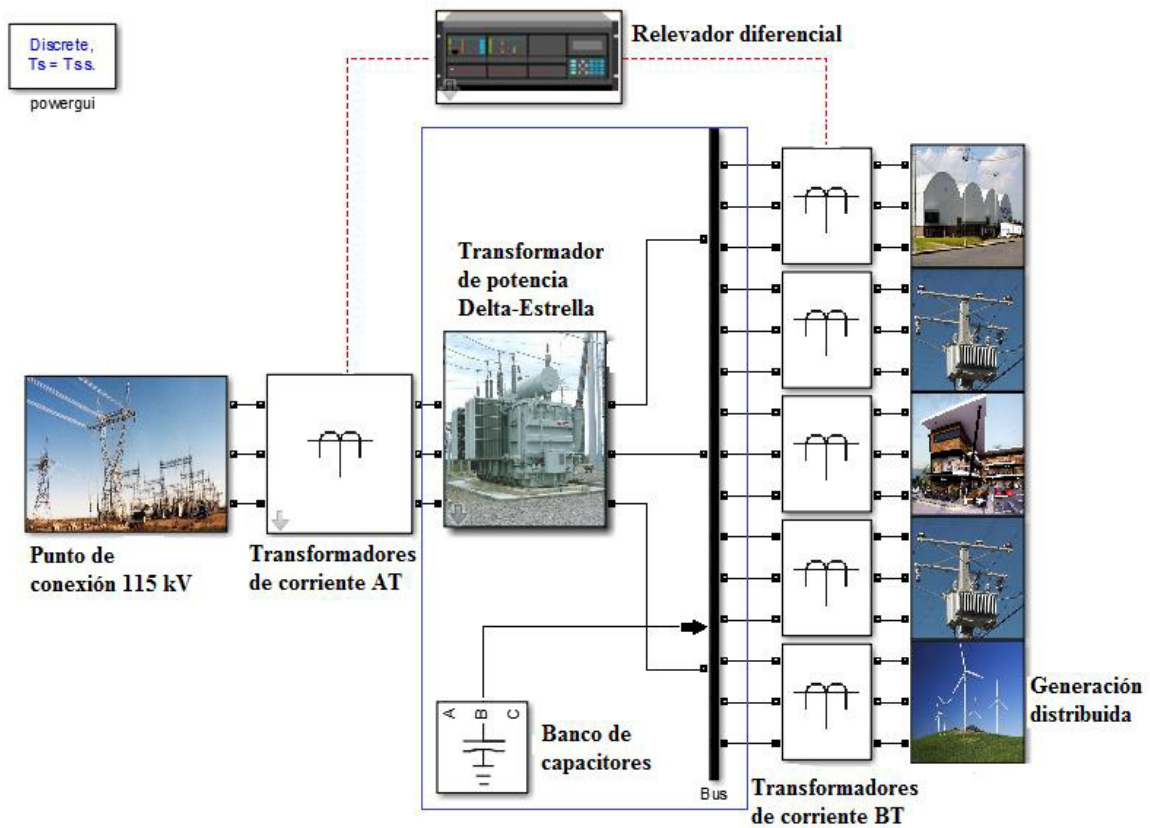 Discrete,
Ts = Tss.
powergui
Relevador diferencial
Transformador
de potencia
Delta-Estrella
Punto de
conexión 115 kV
Transformadores
de corriente AT
A B C
Banco de
capacitores
Bus
Generación
distribuida
Transformadores
de corriente BT